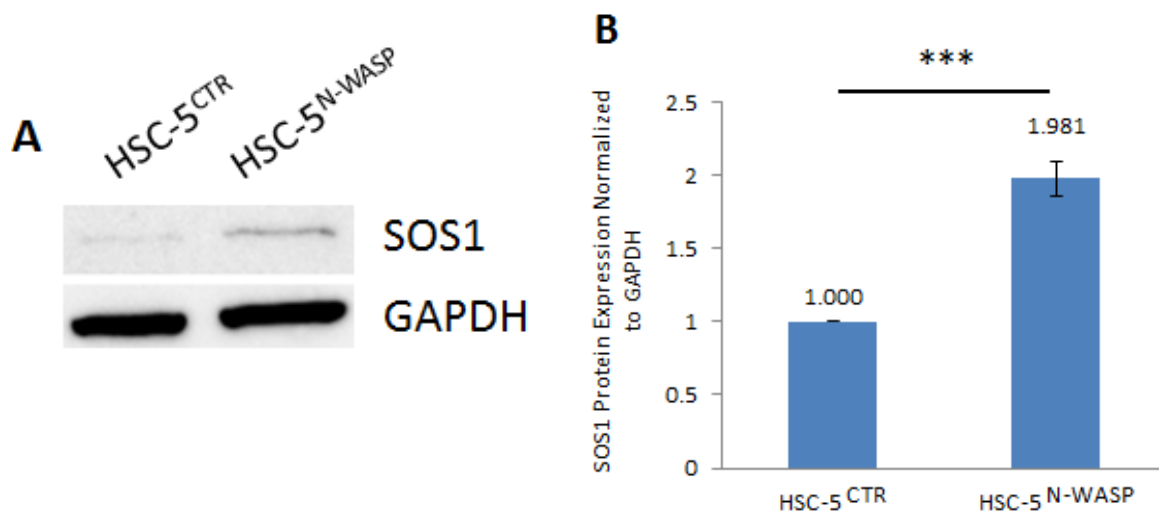 A
HSC-5CTR
HSC-5N-WASP
SOS1
GAPDH
B
SOS1 Protein Expression Normalized
to GAPDH
***
2.5
2
1.5
1
0.5
0
1.000
1.981
HSC-5 CTR
HSC-5 N-WASP